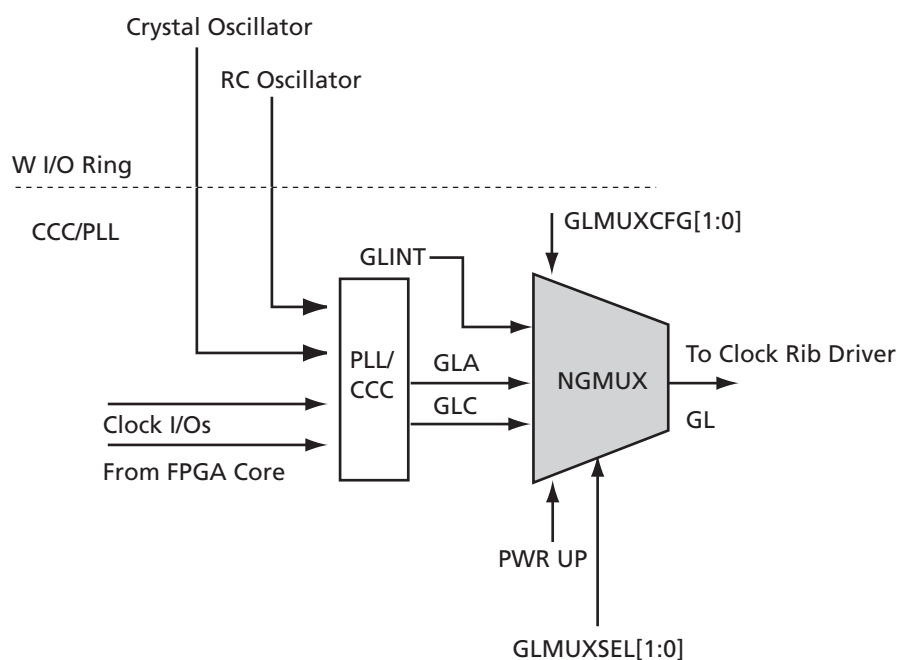 Crystal Oscillator
RC Oscillator
W I/O Ring
CCC/PLL
GLMUXCFG[1:0]
GLINT
PLL/
CCC
GLA
GLC
NGMUX
To Clock Rib Driver
GL
Clock I/Os
From FPGA Core
PWR UP
GLMUXSEL[1:0]